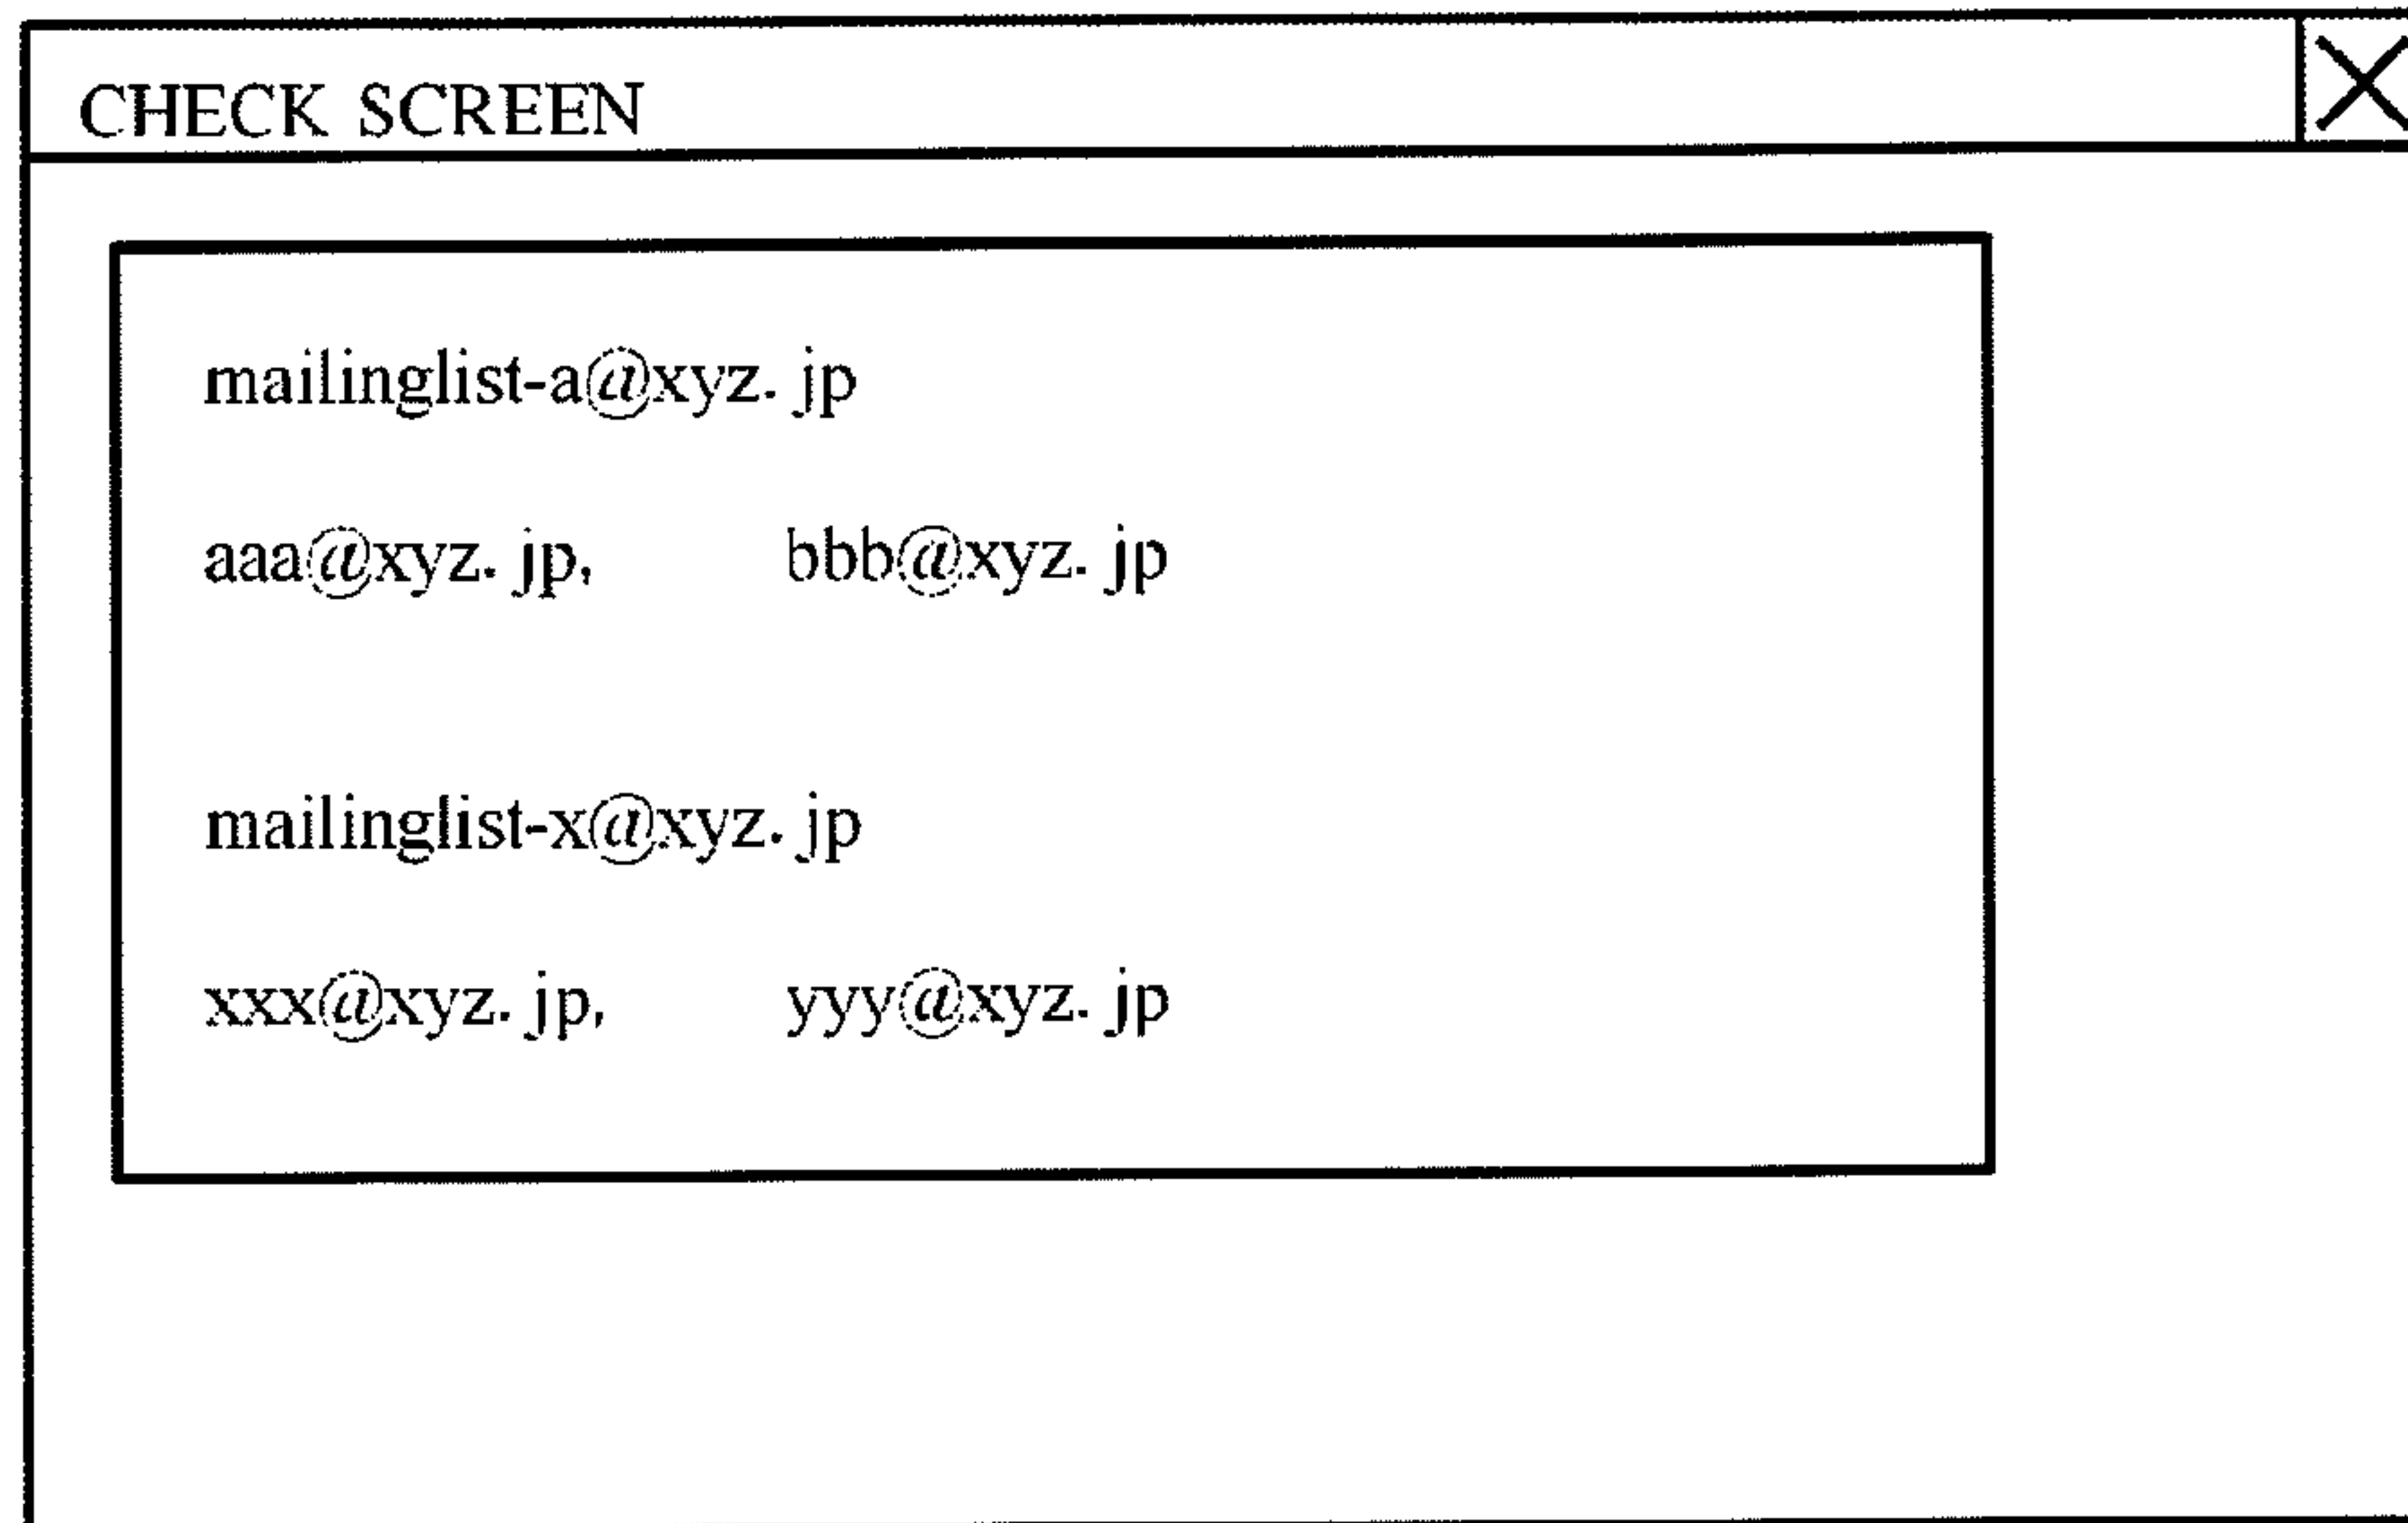 CHECK SCREEN
mailinglist-a@xyz. jp
aaa@xyz. jp, bbb@xyz. jp
mailinglist-x@xyz. jp
xxx@xyz. jp, yyy@xyz. jp